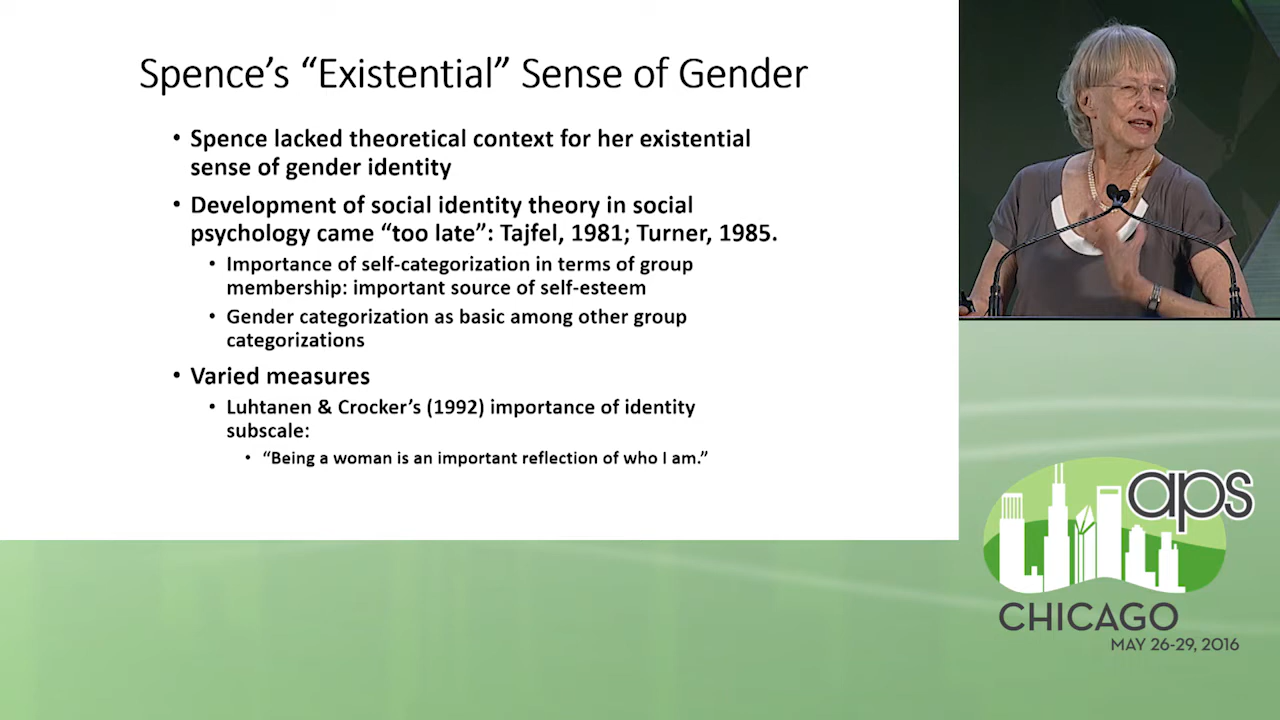 Spence’s “Existential” Sense of Gender
• Spence lacked theoretical context for her existential
sense of gender identity
• Development of social identity theory in social
psychology came “too late”: Tajfel, 1981; Turner, 1985.
• Importance of self-categorization in terms of group
membership: important source of self-esteem
• Gender categorization as basic among other group
categorizations
• Varied measures
• Luhtanen & Crocker’s (1992) importance of identity
subscale:
• “Being a woman is an important reflection of who I am.”
aps
CHICAGO
MAY 26-29, 2016